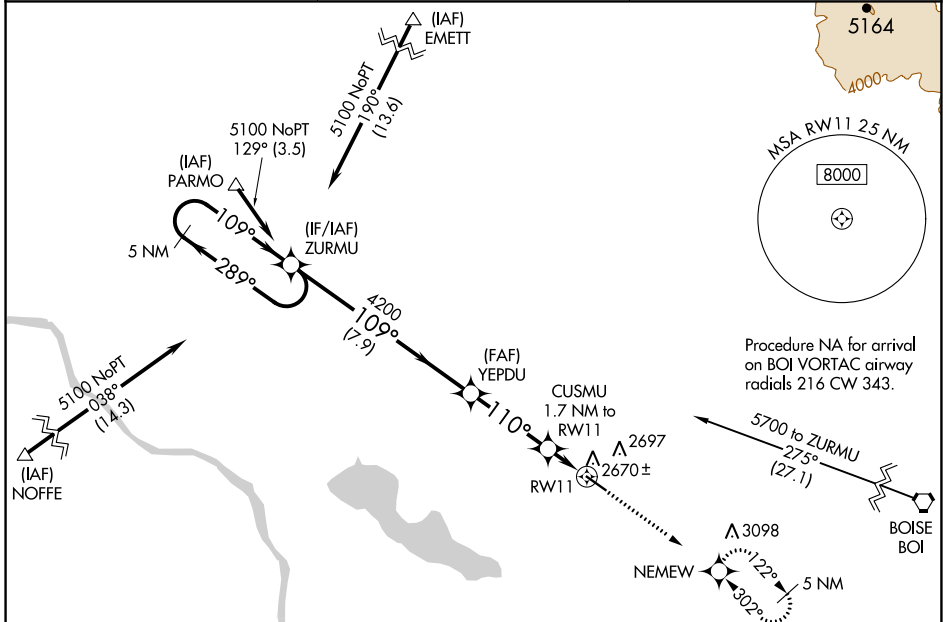 (IAF)
EMETT
5164
4000
5100 NoPT
190°
(13.6)
5100 NoPT
129° (3.5)
MSA RW11 25 NM
8000
(IAF)
PARMO
109°
(IF/IAF)
ZURMU
5 NM
289°
4200
109°
(7.9)
Procedure NA for arrival
on BOI VORTAC airway
radials 216 CW 343.
(FAF)
YEPDU
5100 NoPT
038°
(14.3)
CUSMU
1.7 NM to
RW11
110°
5700 to ZURMU
275°
(27.1)
2697
2670 ±
(IAF)
NOFFE
RW11
BOISE
BOI
3098
NEMEW
122°
5 NM
302°